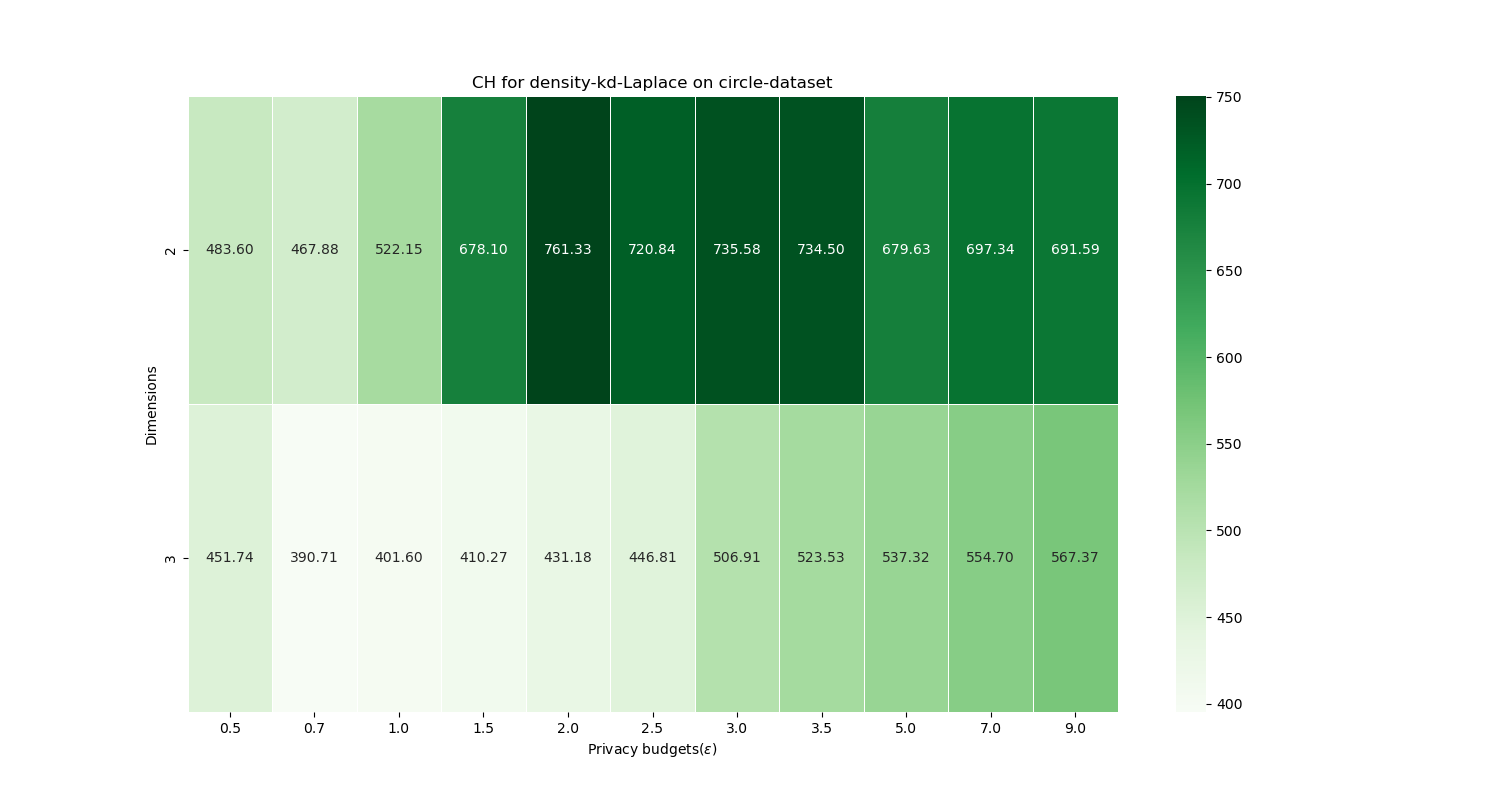 CH for density-kd-Laplace on circle-dataset
750
700
650
600
550
500
450
400
Dimensions
2
483.60 467.88 522.15 678.10 761.33 720.84 735.58 734.50 679.63 697.34 691.59
3
451.74 390.71 401.60 410.27 431.18 446.81 506.91 523.53 537.32 554.70 567.37
0.5 0.7 1.0 1.5 2.0 2.5 3.0 3.5 5.0 7.0 9.0
Privacy budgets(ε)